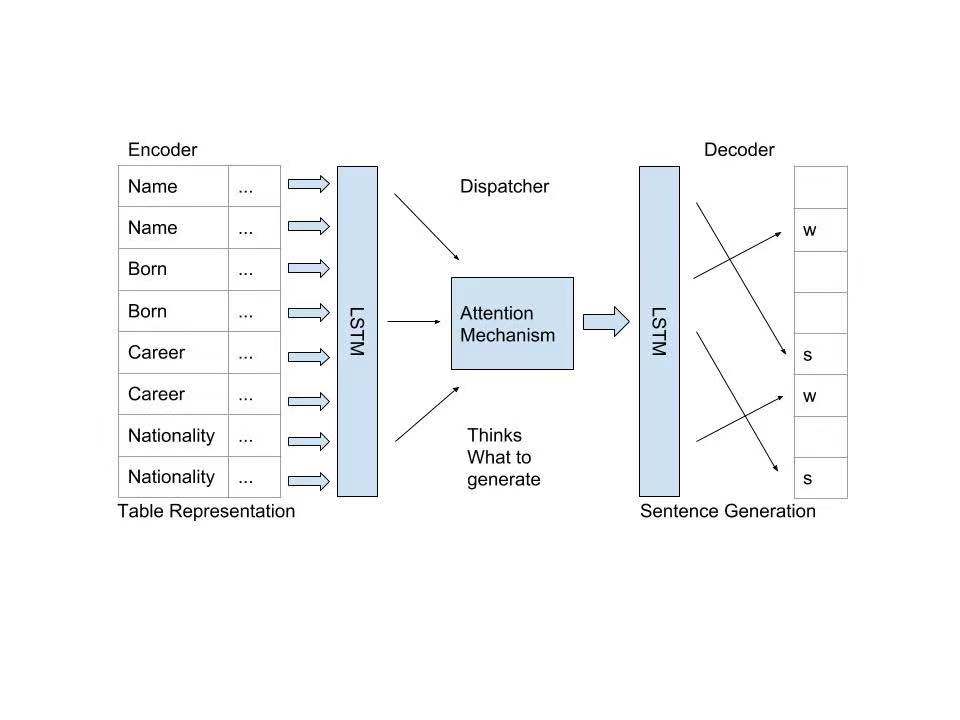 Encoder
Decoder
Name ...
Name ...
Born ...
Born ...
Career ...
Career ...
Nationality ...
Nationality ...
Table Representation
LSTM
Dispatcher
Attention
Mechanism
Thinks
What to
generate
LSTM
w
s
w
s
Sentence Generation